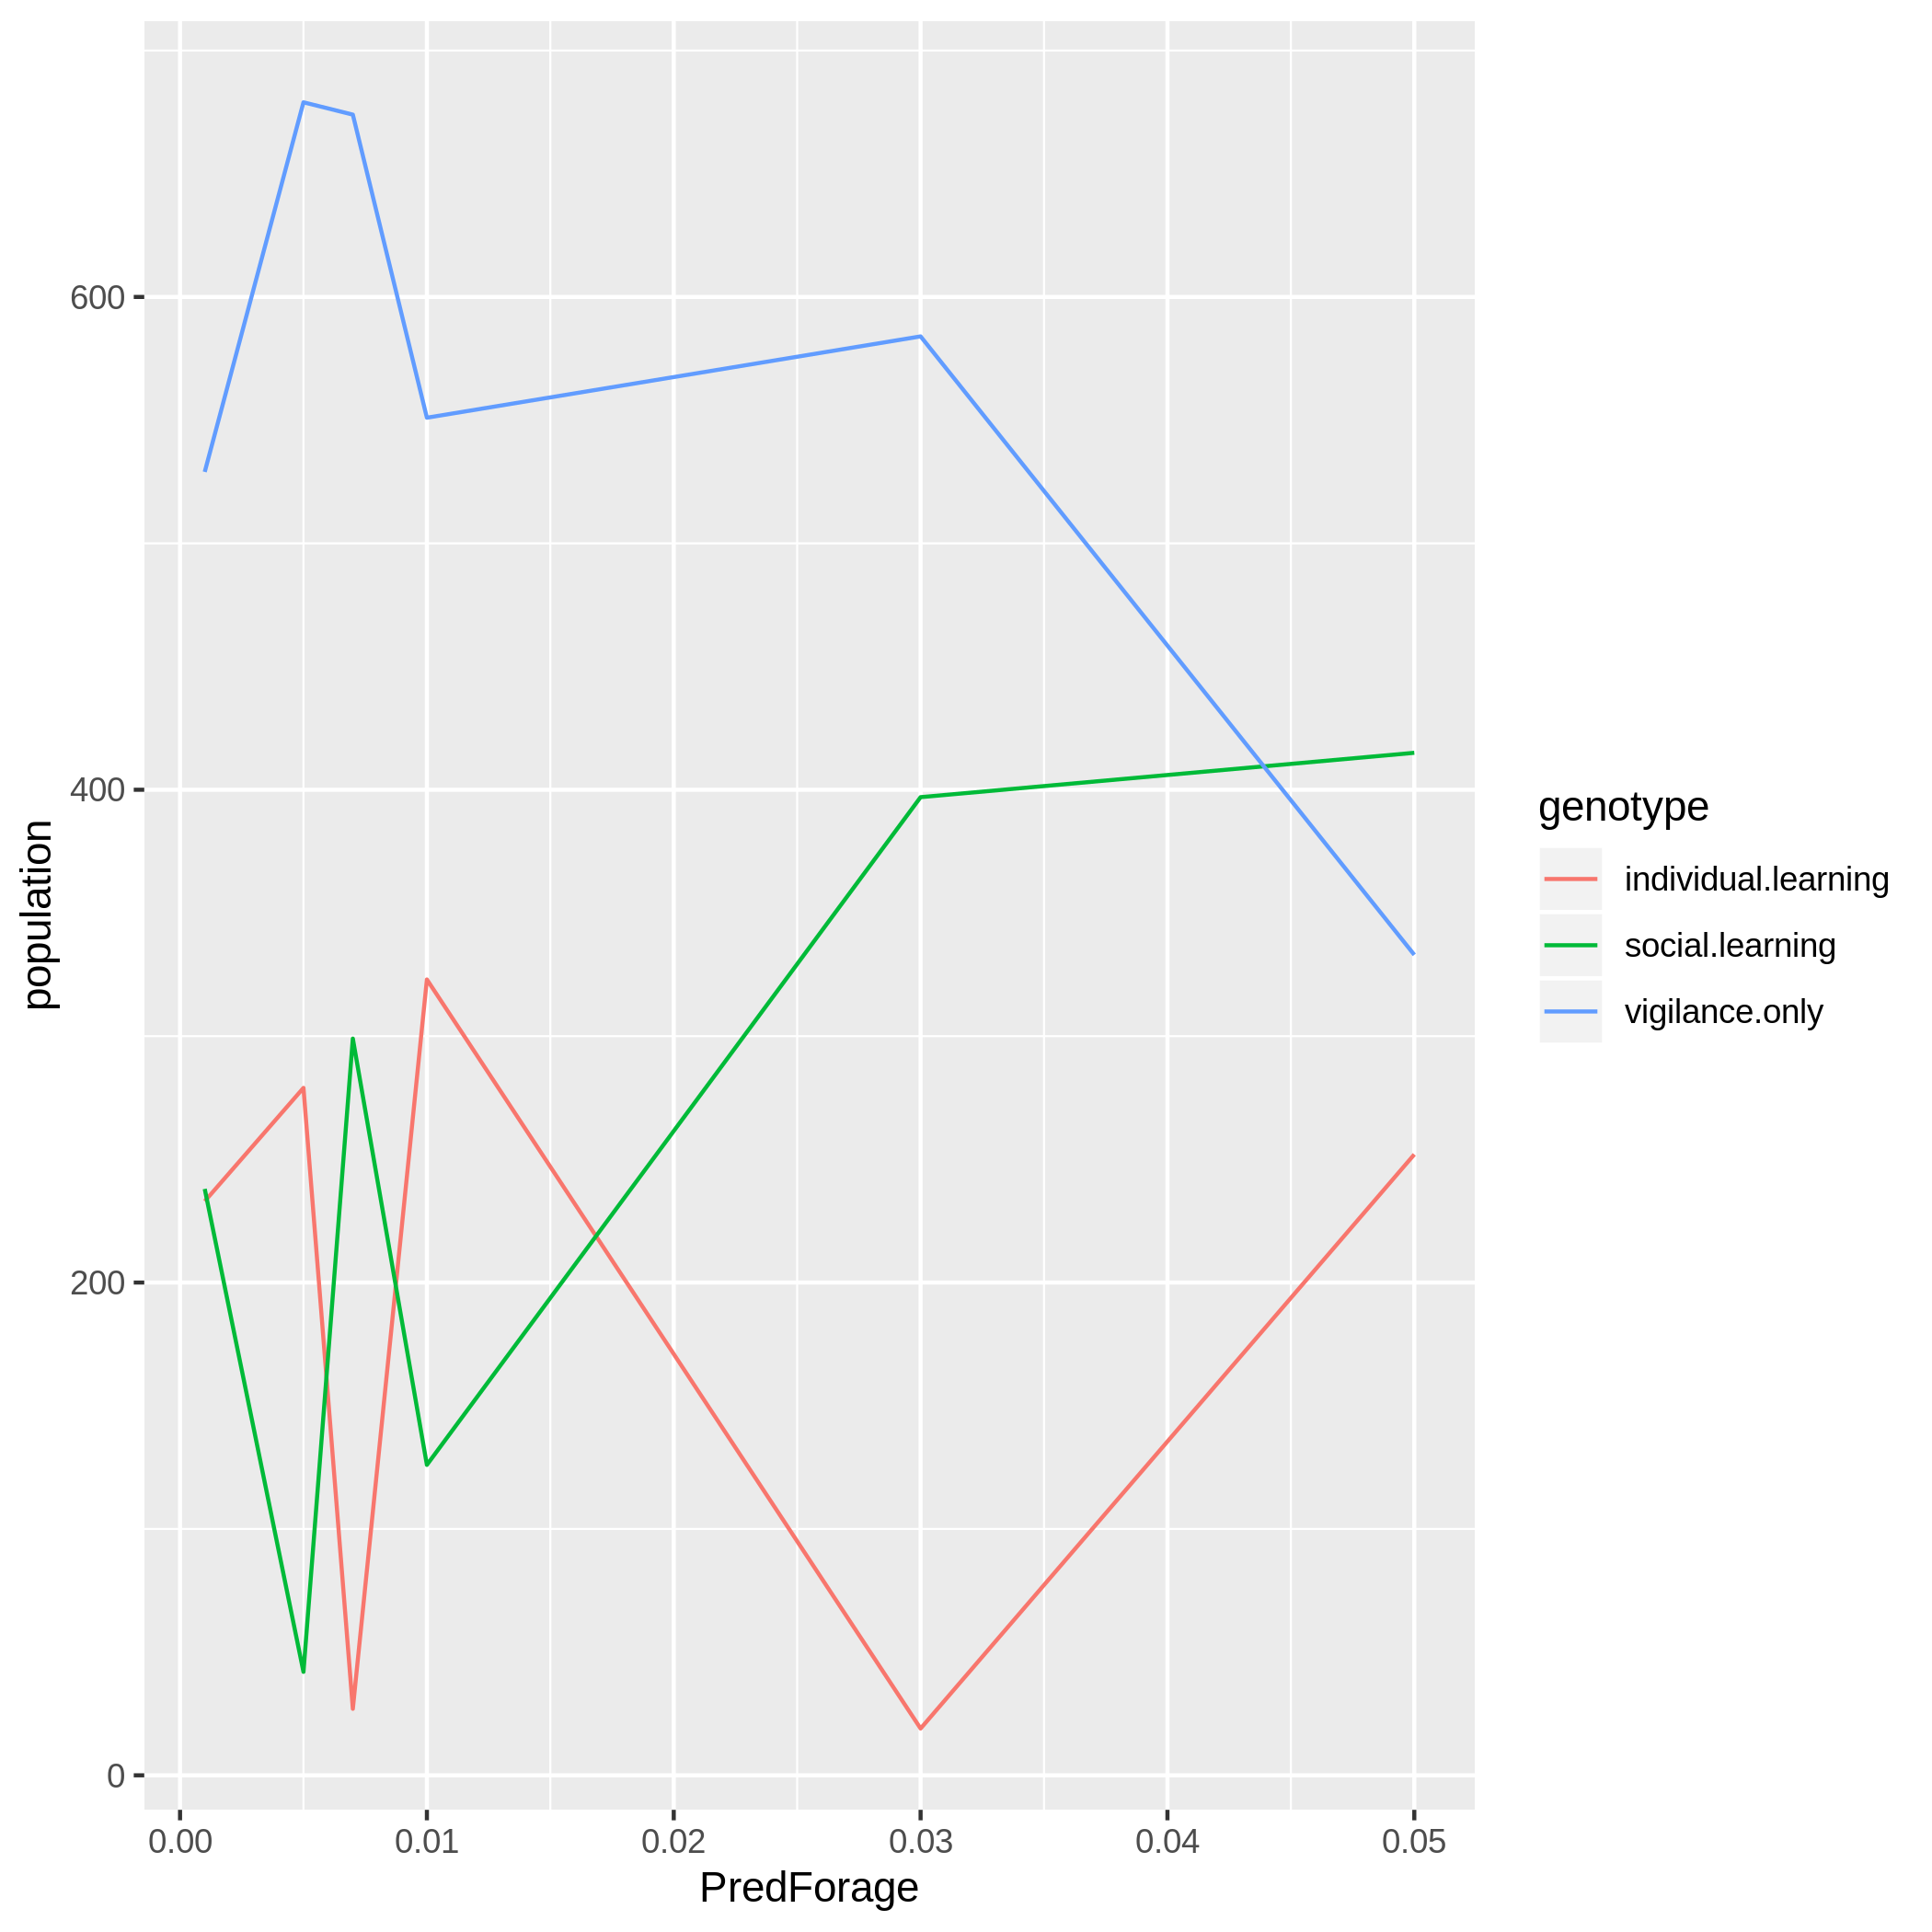 600
400
200
0
population
0.00 0.01 0.02 0.03 0.04 0.05
PredForage
genotype
individual.learning
social.learning
vigilance.only